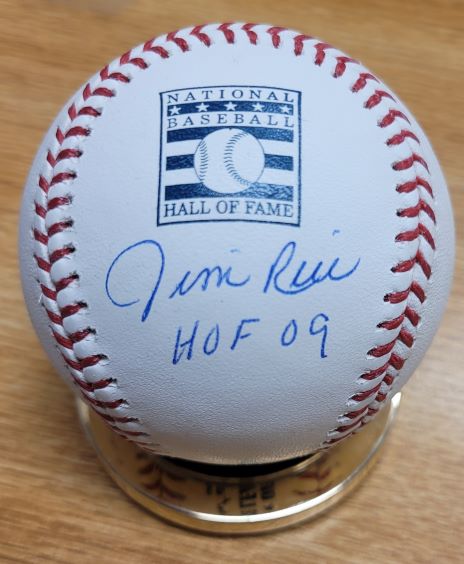 NATIONAL
BASEBALL
HALL OF FAME
Jim Rice
HOF 09